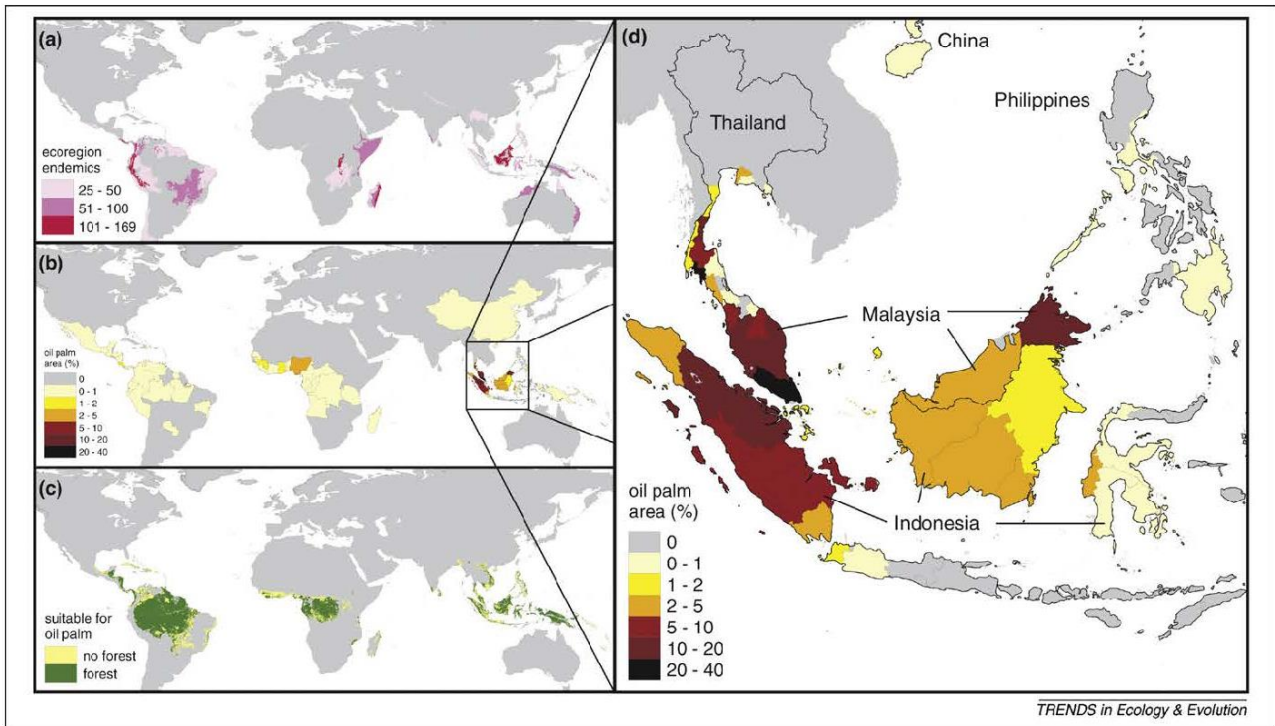 (a)
ecoregion
endemics
25 - 50
51 - 100
101 - 169
(b)
oil palm
area (%)
0
0 - 1
1 - 2
2 - 5
5 - 10
10 - 20
20 - 40
(c)
suitable for
oil palm
no forest
forest
(d)
China
Philippines
Thailand
Malaysia
Indonesia
oil palm
area (%)
0
0 - 1
1 - 2
2 - 5
5 - 10
10 - 20
20 - 40
TRENDS in Ecology & Evolution